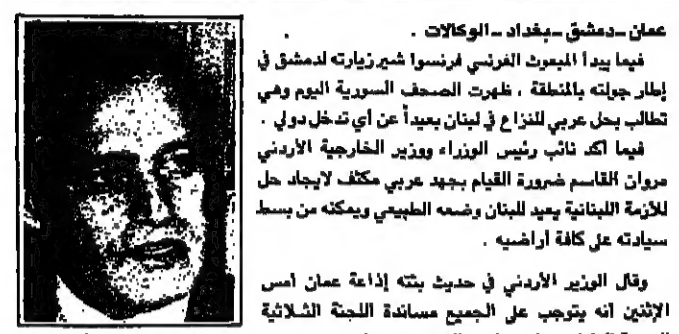 عمان ـ دمشق ـ بغداد ـ الوكالات .
فيما يبدأ المبعوث الفرنسي فرنسوا شير زيارته لدمشق في
إطار جولته بالمنطقة ، ظهرت الصحف السورية اليوم وهي
تطالب بحل عربي للنزاع في لبنان بعيداً عن أي تدخل دولي .
فيما اكد نائب رئيس الوزراء ووزير الخارجية الأردني
مروان القاسم ضرورة القيام بجهد عربي مكثف لايجاد حل
للأزمة اللبنانية يعيد للبنان وضعه الطبيعي ويمكنه من بسط
سيادته على كافة أراضيه .
وقال الوزير الأردني في حديث بثته إذاعة عمان امس
الإثنين أنه يتوجب على الجميع مساندة اللجنة الثلاثية